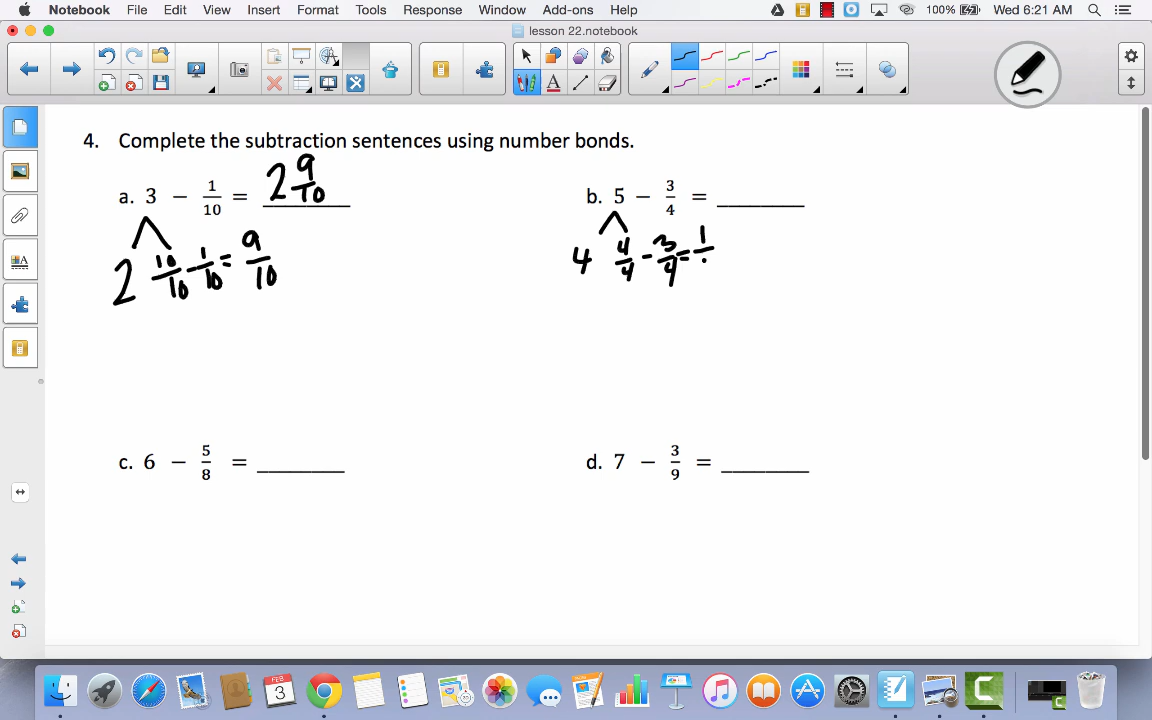 Notebook File Edit View Insert Format Tools Response Window Add-ons Help 100% Wed 6:21 AM
lesson 22.notebook
4. Complete the subtraction sentences using number bonds.
a. 3 − 1/10 = 2 9/10
2 10/10 - 1/10 = 9/10
b. 5 − 3/4 = ________
4 4/4 - 3/4 = 1/
c. 6 − 5/8 = ________
d. 7 − 3/9 = ________
FEB
3